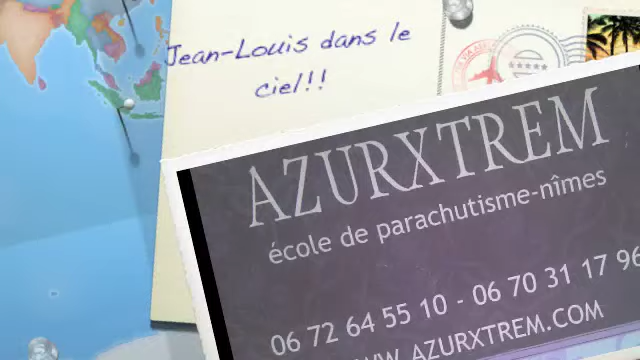 Jean-Louis dans le
ciel!!
AZURXTREM
école de parachutisme-nîmes
06 72 64 55 10 - 06 70 31 17 96
WWW.AZURXTREM.COM